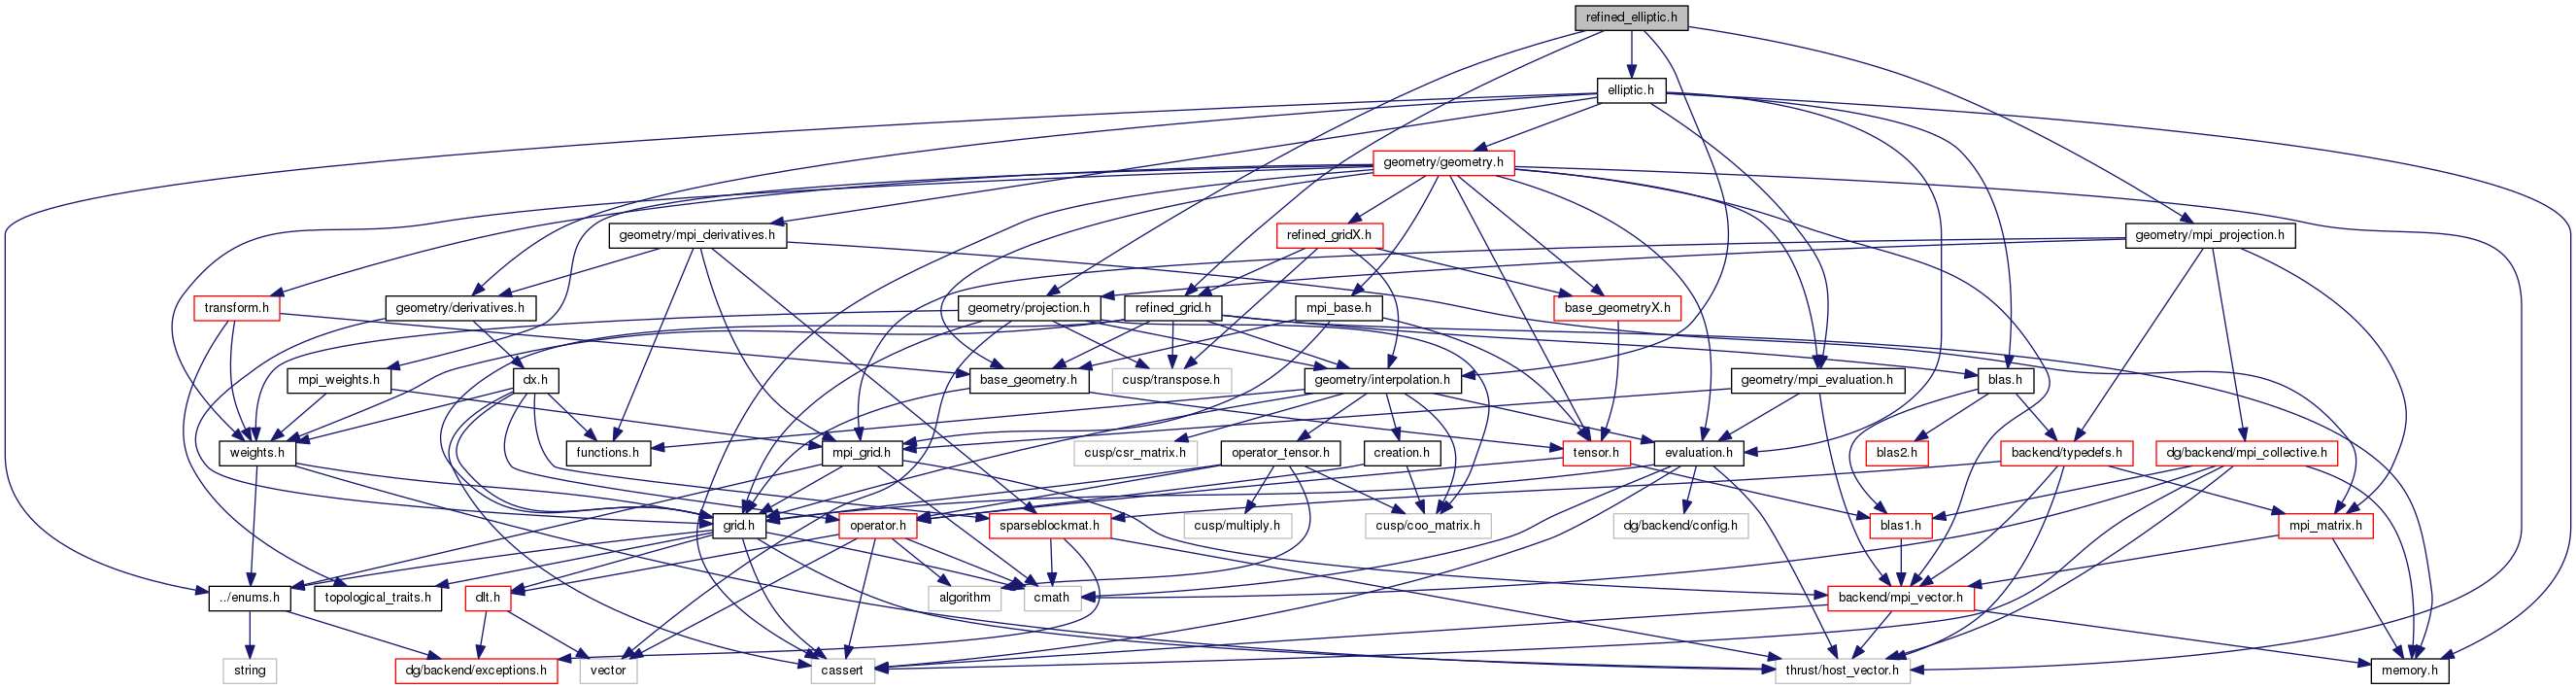 refined_elliptic.h
elliptic.h
geometry/geometry.h
geometry/mpi_derivatives.h
refined_gridX.h
geometry/mpi_projection.h
transform.h
geometry/derivatives.h
geometry/projection.h
refined_grid.h
mpi_base.h
base_geometryX.h
mpi_weights.h
dx.h
base_geometry.h
cusp/transpose.h
geometry/interpolation.h
geometry/mpi_evaluation.h
blas.h
weights.h
functions.h
mpi_grid.h
cusp/csr_matrix.h
operator_tensor.h
creation.h
tensor.h
evaluation.h
blas2.h
backend/typedefs.h
dg/backend/mpi_collective.h
grid.h
operator.h
sparseblockmat.h
cusp/multiply.h
cusp/coo_matrix.h
dg/backend/config.h
blas1.h
mpi_matrix.h
../enums.h
topological_traits.h
dlt.h
algorithm
cmath
backend/mpi_vector.h
string
dg/backend/exceptions.h
vector
cassert
thrust/host_vector.h
memory.h